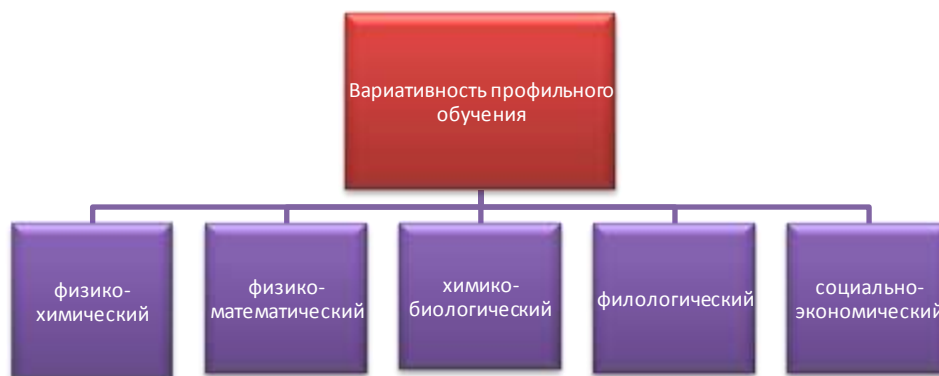 Вариативность профильного
обучения
физико-
химический
физико-
математический
химико-
биологический
филологический
социально-
экономический